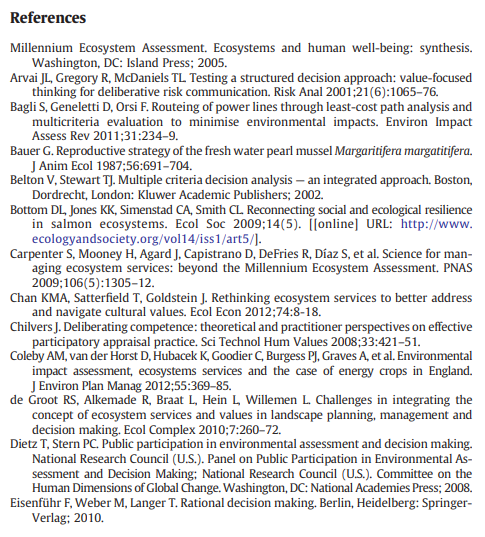 References
Millennium Ecosystem Assessment. Ecosystems and human well-being: synthesis.
Washington, DC: Island Press; 2005.
Arvai JL, Gregory R, McDaniels TL. Testing a structured decision approach: value-focused
thinking for deliberative risk communication. Risk Anal 2001;21(6):1065–76.
Bagli S, Geneletti D, Orsi F. Routeing of power lines through least-cost path analysis and
multicriteria evaluation to minimise environmental impacts. Environ Impact
Assess Rev 2011;31:234–9.
Bauer G. Reproductive strategy of the fresh water pearl mussel Margaritifera margatitifera.
J Anim Ecol 1987;56:691–704.
Belton V, Stewart TJ. Multiple criteria decision analysis — an integrated approach. Boston,
Dordrecht, London: Kluwer Academic Publishers; 2002.
Bottom DL, Jones KK, Simenstad CA, Smith CL. Reconnecting social and ecological resilience
in salmon ecosystems. Ecol Soc 2009;14(5). [[online] URL: http://www.
ecologyandsociety.org/vol14/iss1/art5/].
Carpenter S, Mooney H, Agard J, Capistrano D, DeFries R, Díaz S, et al. Science for man-
aging ecosystem services: beyond the Millennium Ecosystem Assessment. PNAS
2009;106(5):1305–12.
Chan KMA, Satterfield T, Goldstein J. Rethinking ecosystem services to better address
and navigate cultural values. Ecol Econ 2012;74:8-18.
Chilvers J. Deliberating competence: theoretical and practitioner perspectives on effective
participatory appraisal practice. Sci Technol Hum Values 2008;33:421–51.
Coleby AM, van der Horst D, Hubacek K, Goodier C, Burgess PJ, Graves A, et al. Environmental
impact assessment, ecosystems services and the case of energy crops in England.
J Environ Plan Manag 2012;55:369–85.
de Groot RS, Alkemade R, Braat L, Hein L, Willemen L. Challenges in integrating the
concept of ecosystem services and values in landscape planning, management and
decision making. Ecol Complex 2010;7:260–72.
Dietz T, Stern PC. Public participation in environmental assessment and decision making.
National Research Council (U.S.). Panel on Public Participation in Environmental As-
sessment and Decision Making; National Research Council (U.S.). Committee on the
Human Dimensions of Global Change. Washington, DC: National Academies Press; 2008.
Eisenführ F, Weber M, Langer T. Rational decision making. Berlin, Heidelberg: Springer-
Verlag; 2010.